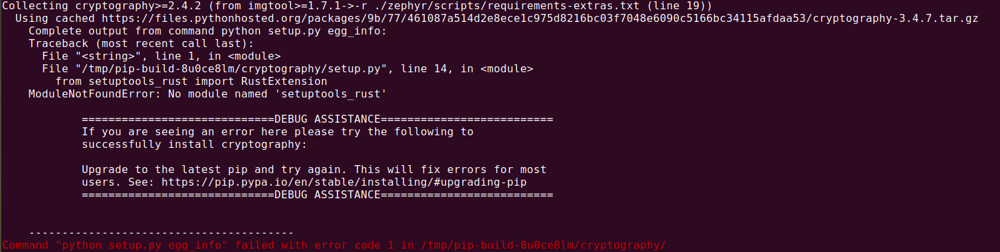 Collecting cryptography>=2.4.2 (from imgtool>=1.7.1->-r ./zephyr/scripts/requirements-extras.txt (line 19))
  Using cached https://files.pythonhosted.org/packages/9b/77/461087a514d2e8ece1c975d8216bc03f7048e6090c5166bc34115afdaa53/cryptography-3.4.7.tar.gz
    Complete output from command python setup.py egg_info:
    Traceback (most recent call last):
      File "<string>", line 1, in <module>
      File "/tmp/pip-build-8u0ce8lm/cryptography/setup.py", line 14, in <module>
        from setuptools_rust import RustExtension
    ModuleNotFoundError: No module named 'setuptools_rust'

            =============================DEBUG ASSISTANCE==========================
            If you are seeing an error here please try the following to
            successfully install cryptography:

            Upgrade to the latest pip and try again. This will fix errors for most
            users. See: https://pip.pypa.io/en/stable/installing/#upgrading-pip
            =============================DEBUG ASSISTANCE==========================

    ----------------------------------------
Command "python setup.py egg_info" failed with error code 1 in /tmp/pip-build-8u0ce8lm/cryptography/